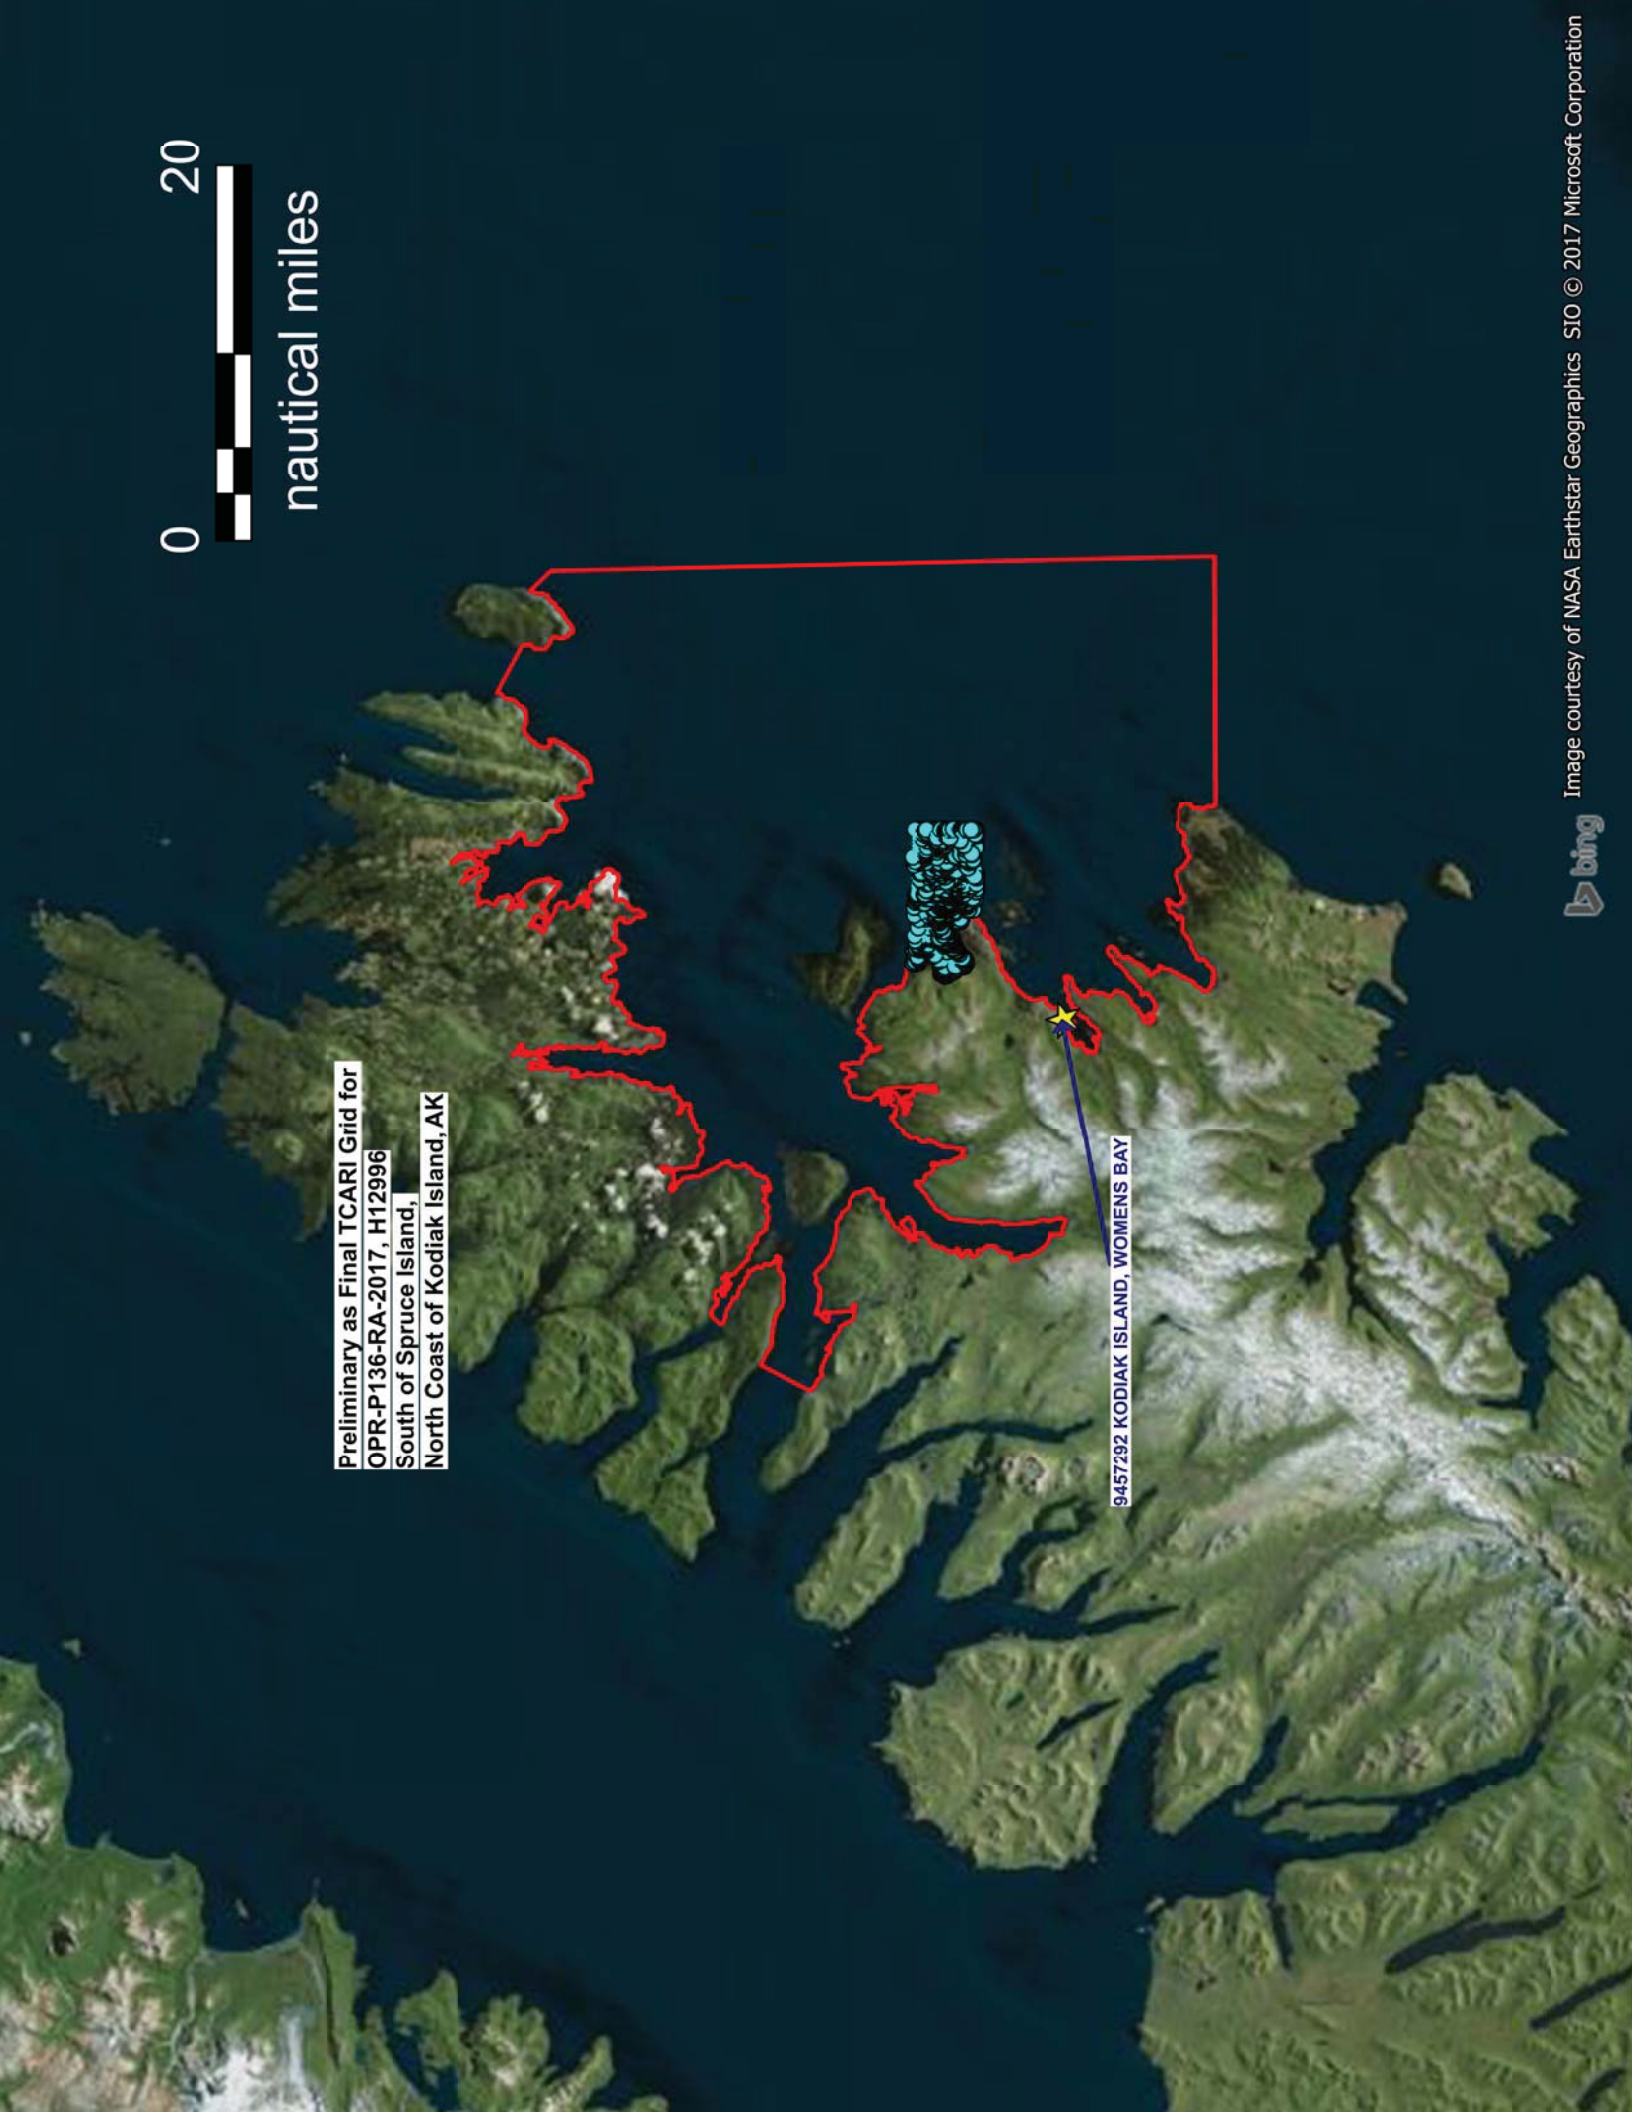 Preliminary as Final TCARI Grid for
OPR-P136-RA-2017, H12996
South of Spruce Island,
North Coast of Kodiak Island, AK
0 20
nautical miles
9457292 KODIAK ISLAND, WOMENS BAY
bing Image courtesy of NASA Earthstar Geographics SIO © 2017 Microsoft Corporation